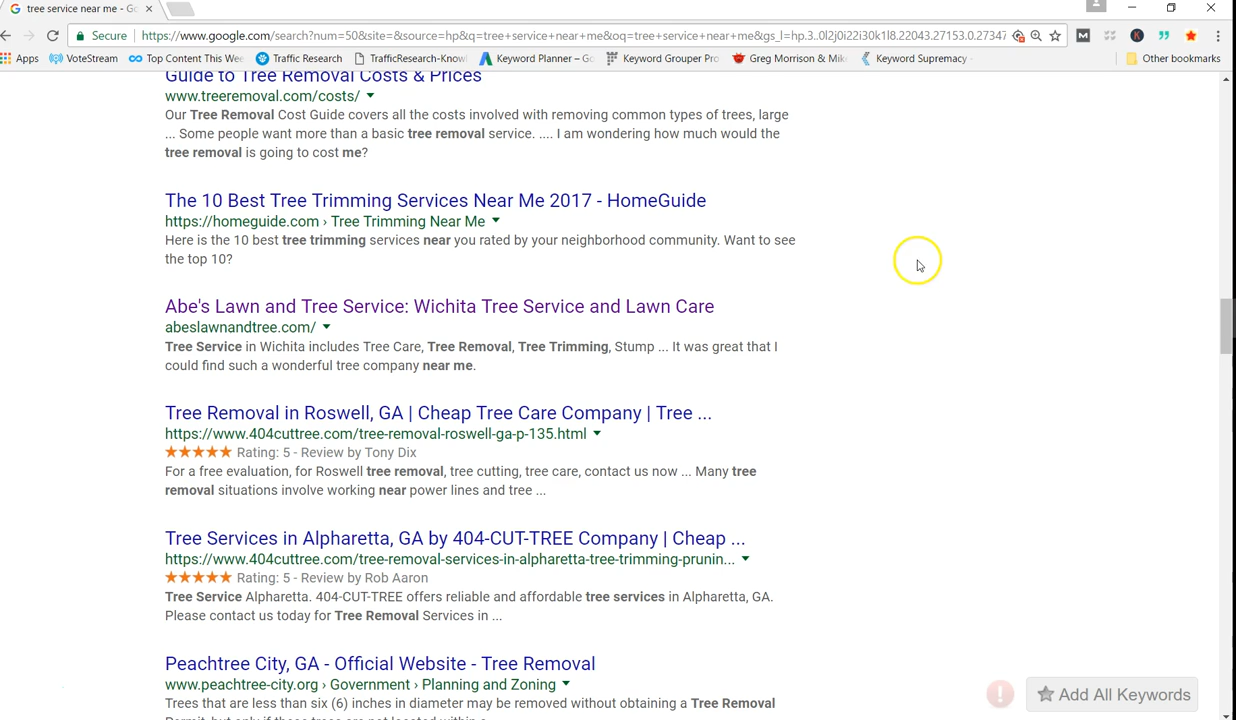 tree service near me - Go
Secure
https://www.google.com/search?num=50&site=&source=hp&q=tree+service+near+me&oq=tree+service+near+me&gs_l=hp.3..0l2j0i22i30k1l8.22043.27153.0.27347
Apps VoteStream Top Content This Wee Traffic Research TrafficResearch-Knowl Keyword Planner – Go Keyword Grouper Pro Greg Morrison & Mike Keyword Supremacy Other bookmarks
Guide to Tree Removal Costs & Prices
www.treeremoval.com/costs/
Our Tree Removal Cost Guide covers all the costs involved with removing common types of trees, large
... Some people want more than a basic tree removal service. .... I am wondering how much would the
tree removal is going to cost me?
The 10 Best Tree Trimming Services Near Me 2017 - HomeGuide
https://homeguide.com › Tree Trimming Near Me
Here is the 10 best tree trimming services near you rated by your neighborhood community. Want to see
the top 10?
Abe's Lawn and Tree Service: Wichita Tree Service and Lawn Care
abeslawnandtree.com/
Tree Service in Wichita includes Tree Care, Tree Removal, Tree Trimming, Stump ... It was great that I
could find such a wonderful tree company near me.
Tree Removal in Roswell, GA | Cheap Tree Care Company | Tree ...
https://www.404cuttree.com/tree-removal-roswell-ga-p-135.html
Rating: 5 - Review by Tony Dix
For a free evaluation, for Roswell tree removal, tree cutting, tree care, contact us now ... Many tree
removal situations involve working near power lines and tree ...
Tree Services in Alpharetta, GA by 404-CUT-TREE Company | Cheap ...
https://www.404cuttree.com/tree-removal-services-in-alpharetta-tree-trimming-prunin...
Rating: 5 - Review by Rob Aaron
Tree Service Alpharetta. 404-CUT-TREE offers reliable and affordable tree services in Alpharetta, GA.
Please contact us today for Tree Removal Services in ...
Peachtree City, GA - Official Website - Tree Removal
www.peachtree-city.org › Government › Planning and Zoning
Trees that are less than six (6) inches in diameter may be removed without obtaining a Tree Removal
Add All Keywords